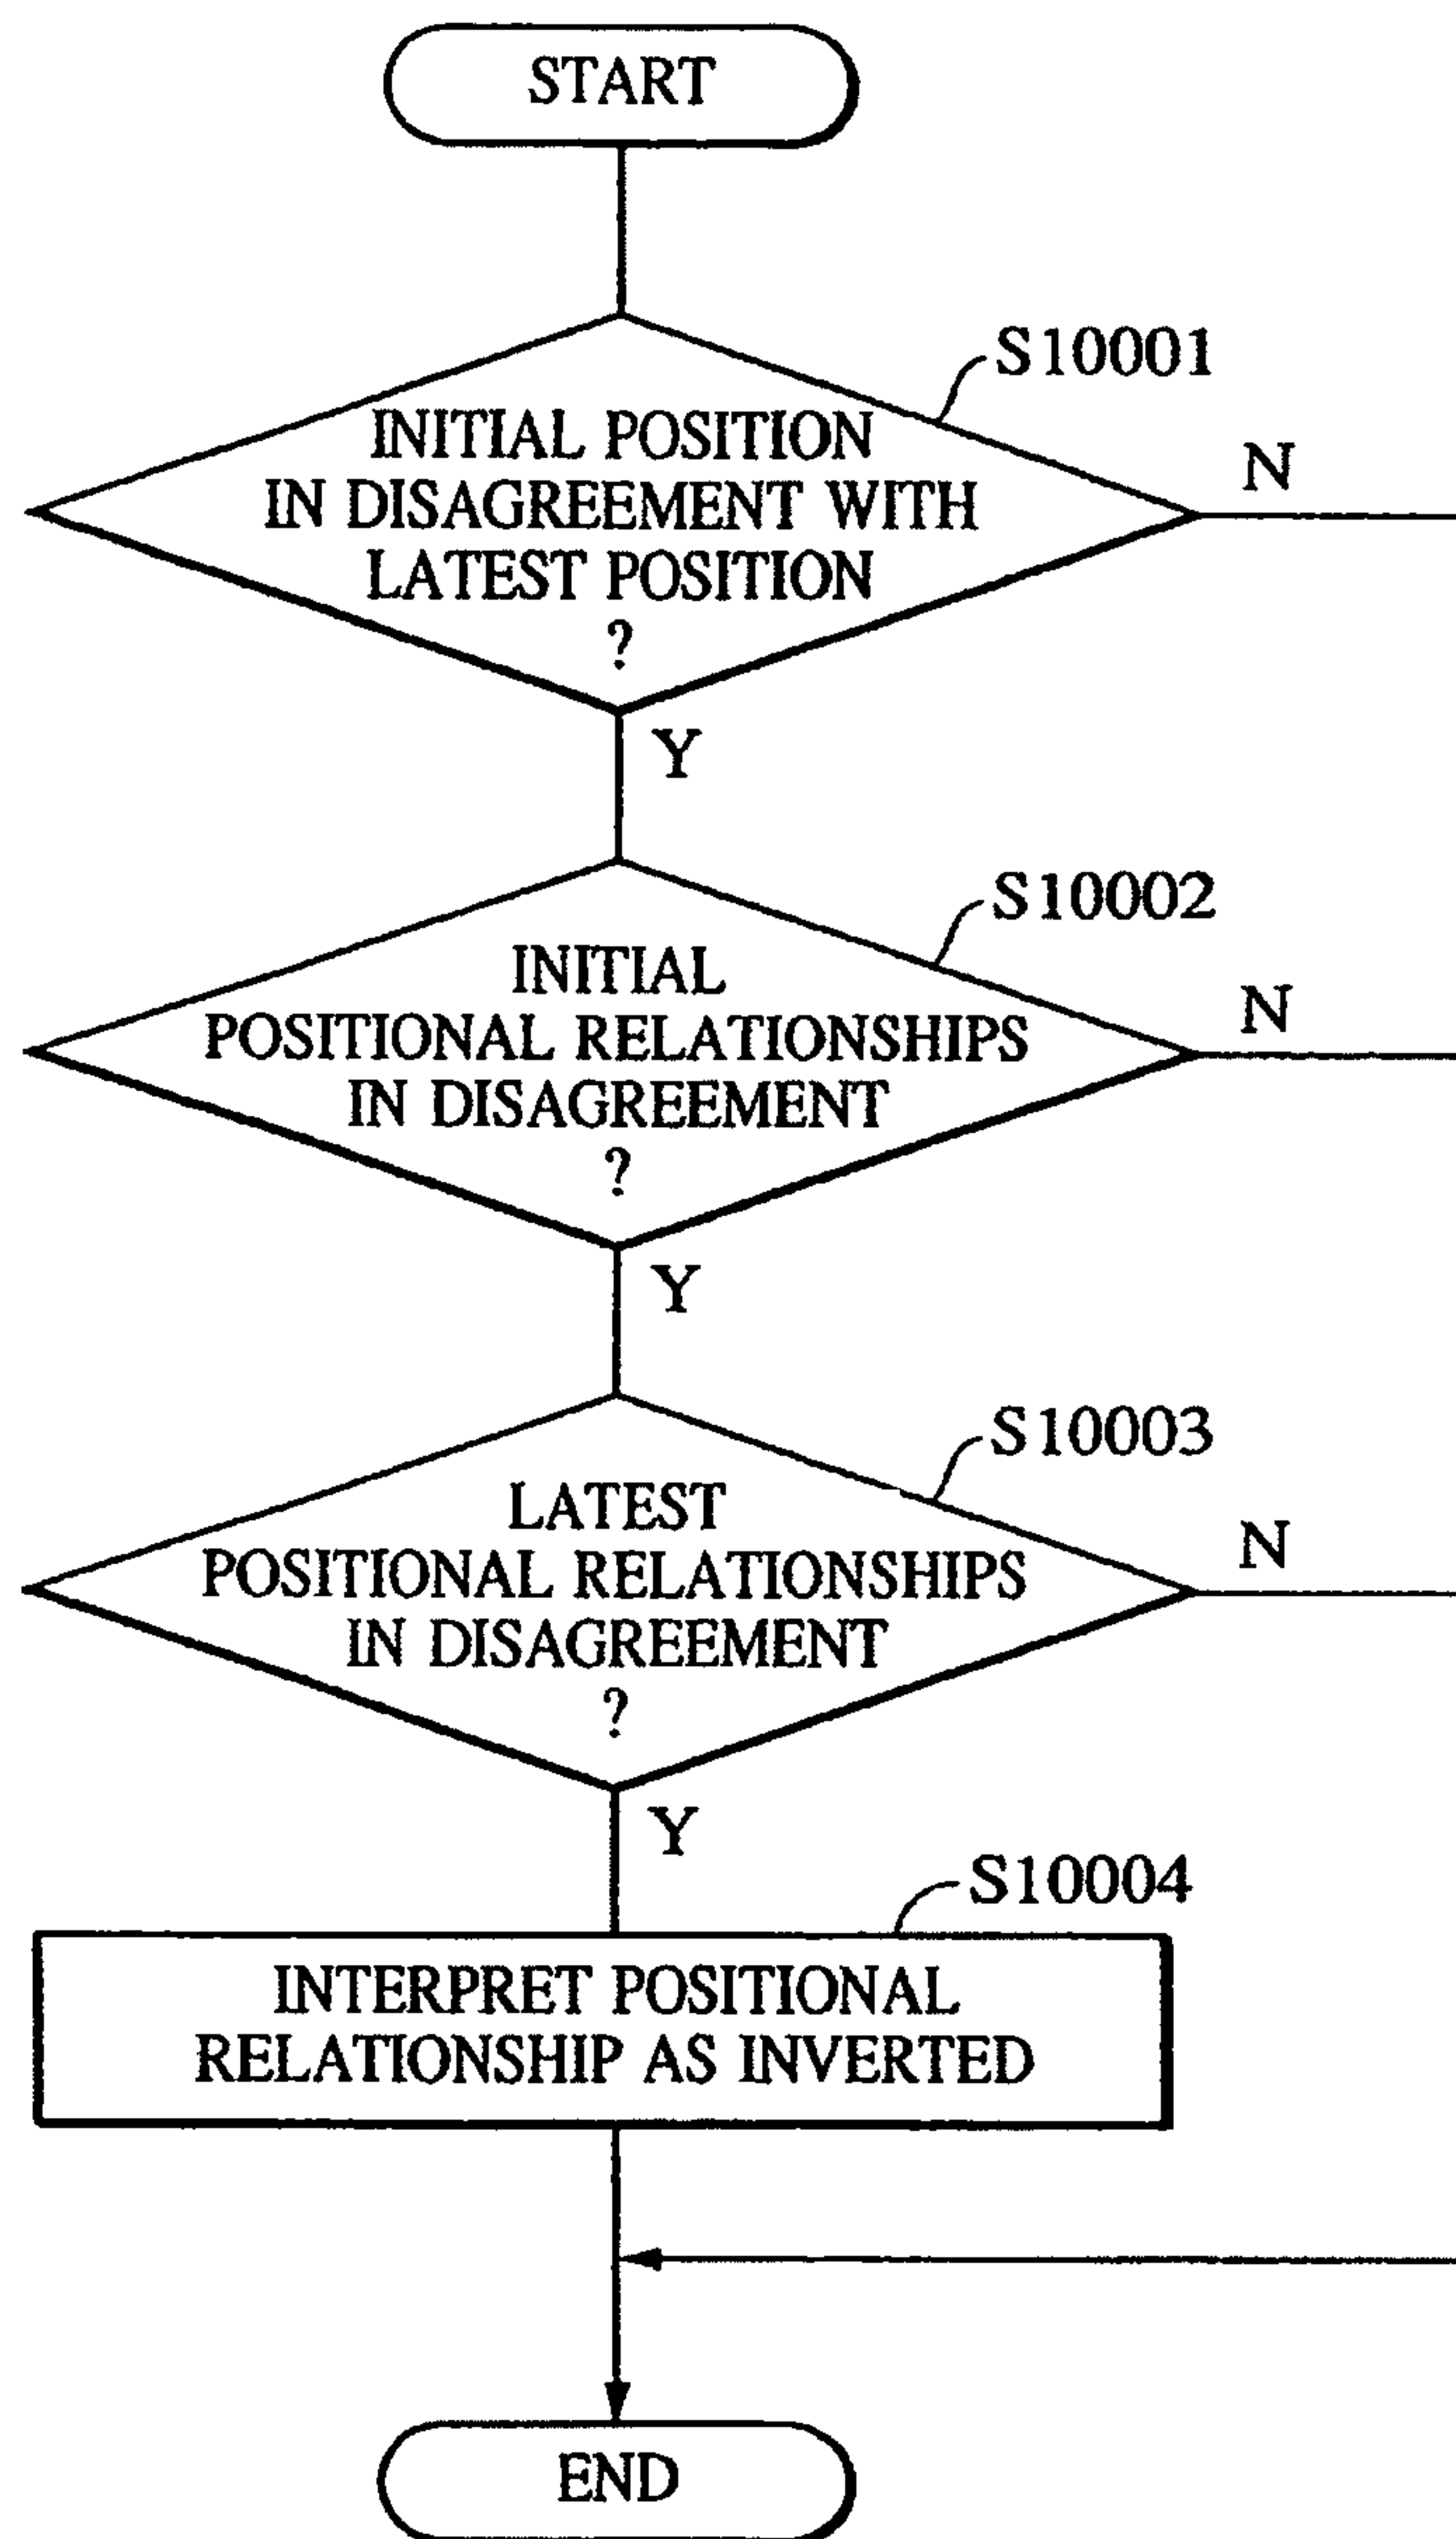 START
S10001
INITIAL POSITION
IN DISAGREEMENT WITH
LATEST POSITION
?
N
Y
S10002
INITIAL
POSITIONAL RELATIONSHIPS
IN DISAGREEMENT
?
N
Y
S10003
LATEST
POSITIONAL RELATIONSHIPS
IN DISAGREEMENT
?
N
Y
S10004
INTERPRET POSITIONAL
RELATIONSHIP AS INVERTED
END